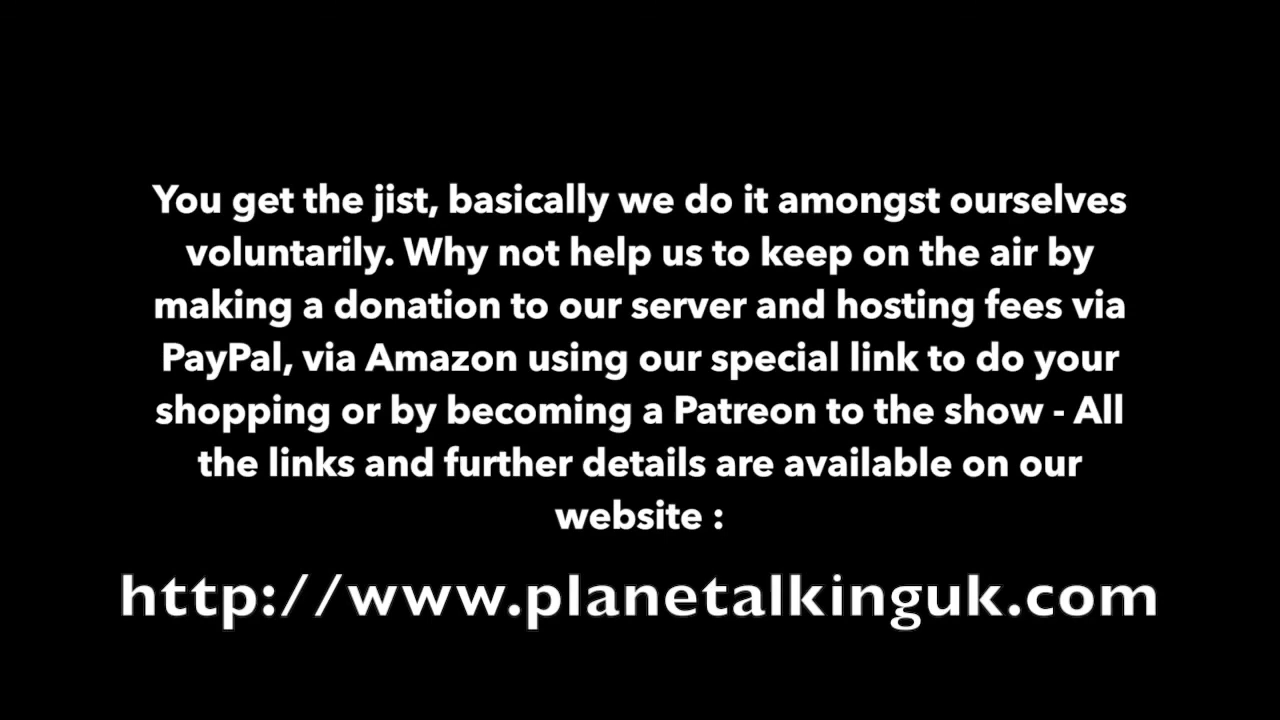 You get the jist, basically we do it amongst ourselves
voluntarily. Why not help us to keep on the air by
making a donation to our server and hosting fees via
PayPal, via Amazon using our special link to do your
shopping or by becoming a Patreon to the show - All
the links and further details are available on our
website :
http://www.planetalkinguk.com